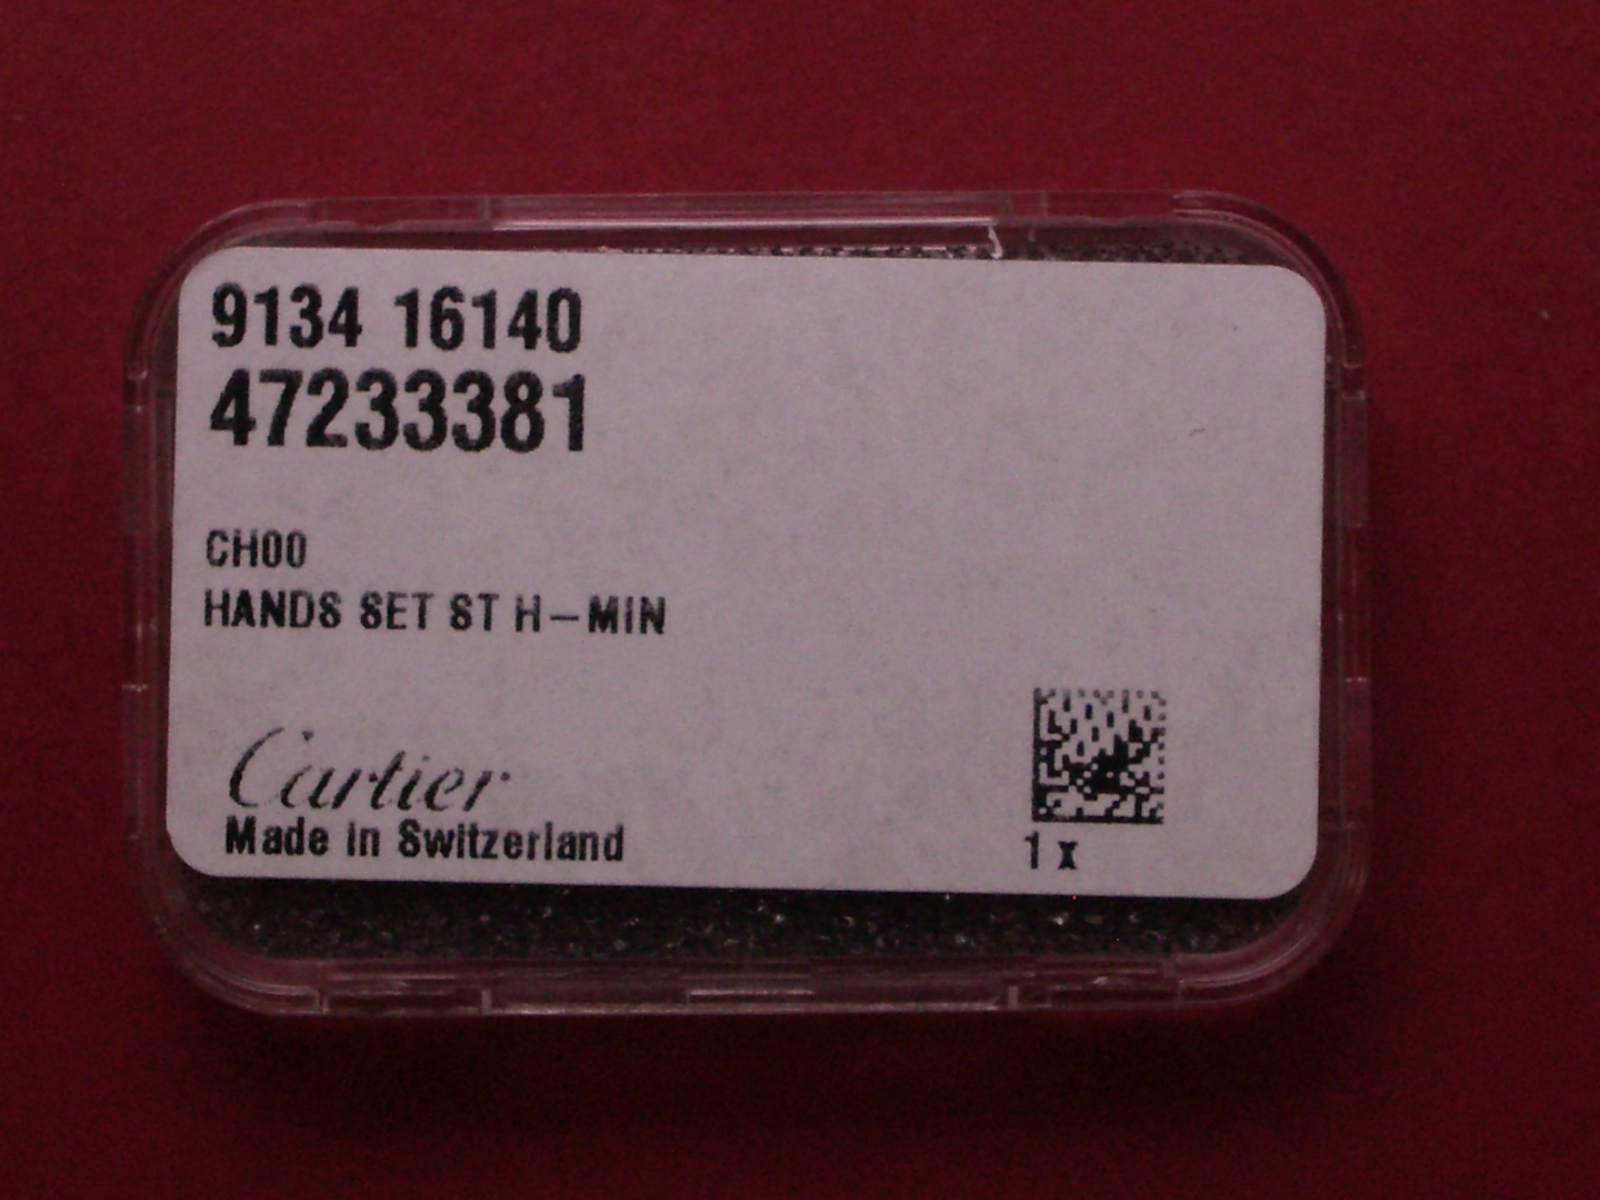 9134 16140
47233381
CH00
HANDS SET ST H-MIN
Cartier
Made in Switzerland
1 x